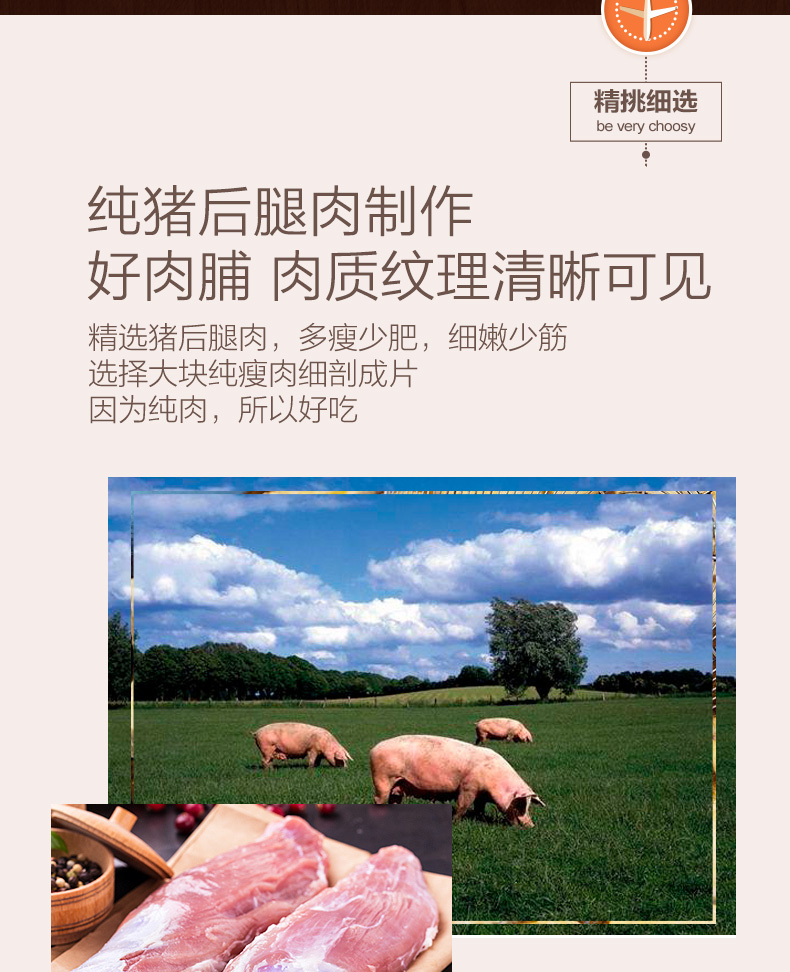 精挑细选
be very choosy
纯猪后腿肉制作
好肉脯 肉质纹理清晰可见
精选猪后腿肉，多瘦少肥，细嫩少筋
选择大块纯瘦肉细剖成片
因为纯肉，所以好吃